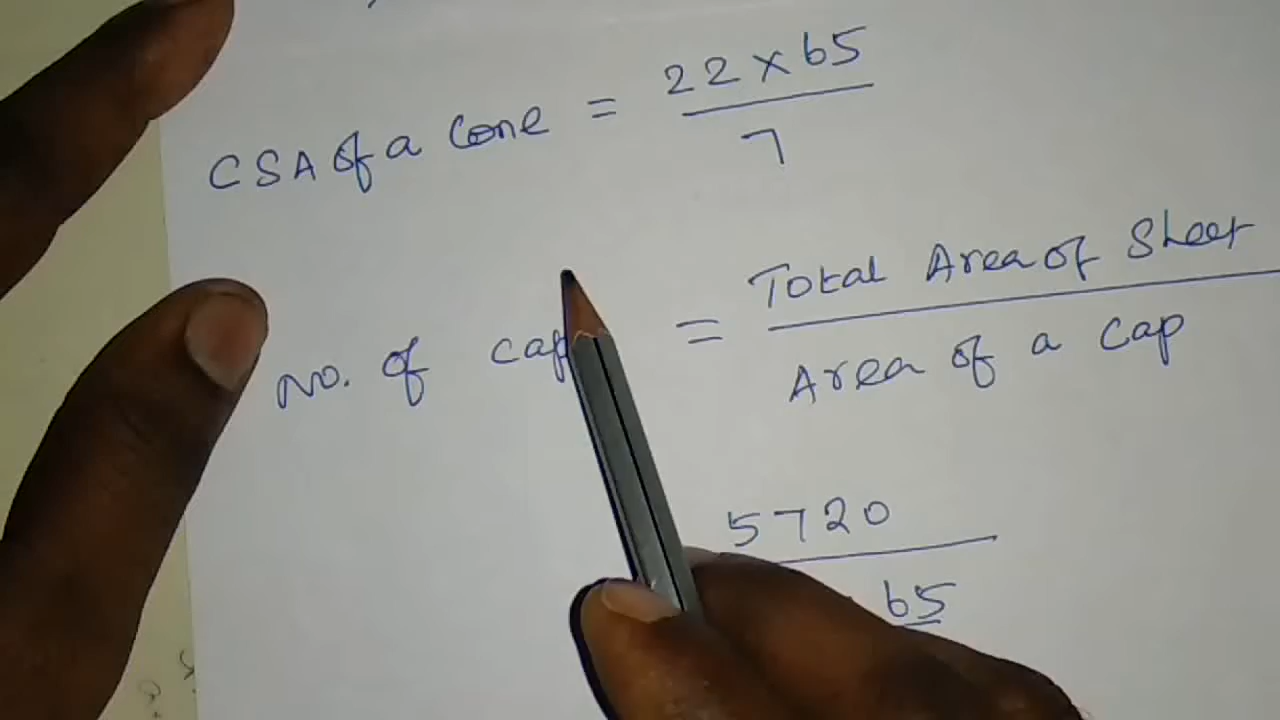 CSA of a Cone = 22 × 65
7
No. of cap = Total Area of Sheet
Area of a cap
5720
65